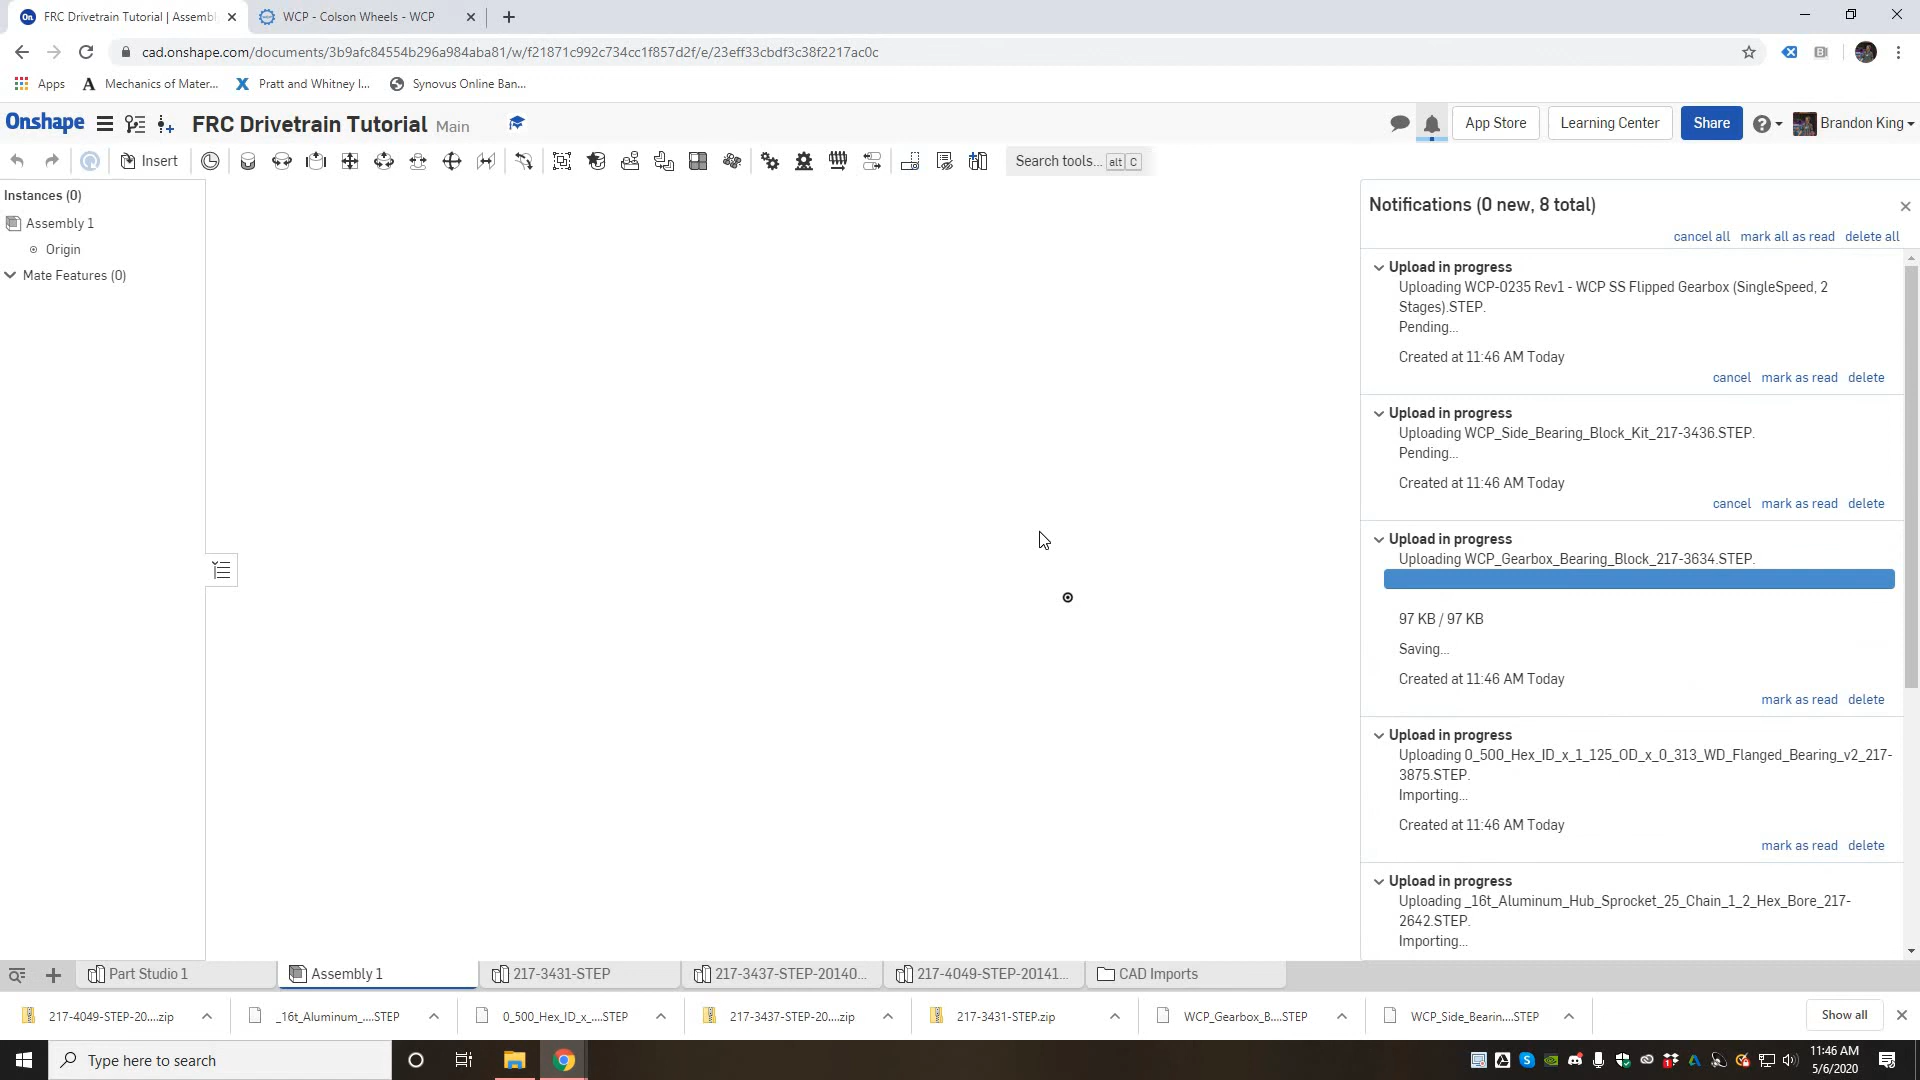 FRC Drivetrain Tutorial | Assembl
WCP - Colson Wheels - WCP
cad.onshape.com/documents/3b9afc84554b296a984aba81/w/f21871c992c734cc1f857d2f/e/23eff33cbdf3c38f2217ac0c
Apps
Mechanics of Mater...
Pratt and Whitney I...
Synovus Online Ban...
Onshape
FRC Drivetrain Tutorial Main
App Store
Learning Center
Share
Brandon King
Insert
Search tools... alt C
Instances (0)
Assembly 1
Origin
Mate Features (0)
Notifications (0 new, 8 total)
cancel all mark all as read delete all
Upload in progress
Uploading WCP-0235 Rev1 - WCP SS Flipped Gearbox (SingleSpeed, 2
Stages).STEP.
Pending...
Created at 11:46 AM Today
cancel mark as read delete
Upload in progress
Uploading WCP_Side_Bearing_Block_Kit_217-3436.STEP.
Pending...
Created at 11:46 AM Today
cancel mark as read delete
Upload in progress
Uploading WCP_Gearbox_Bearing_Block_217-3634.STEP.
97 KB / 97 KB
Saving...
Created at 11:46 AM Today
mark as read delete
Upload in progress
Uploading 0_500_Hex_ID_x_1_125_OD_x_0_313_WD_Flanged_Bearing_v2_217-
3875.STEP.
Importing...
Created at 11:46 AM Today
mark as read delete
Upload in progress
Uploading _16t_Aluminum_Hub_Sprocket_25_Chain_1_2_Hex_Bore_217-
2642.STEP.
Importing...
Part Studio 1
Assembly 1
217-3431-STEP
217-3437-STEP-20140...
217-4049-STEP-20141...
CAD Imports
217-4049-STEP-20....zip
_16t_Aluminum_....STEP
0_500_Hex_ID_x_....STEP
217-3437-STEP-20....zip
217-3431-STEP.zip
WCP_Gearbox_B....STEP
WCP_Side_Bearin....STEP
Show all
Type here to search
11:46 AM
5/6/2020